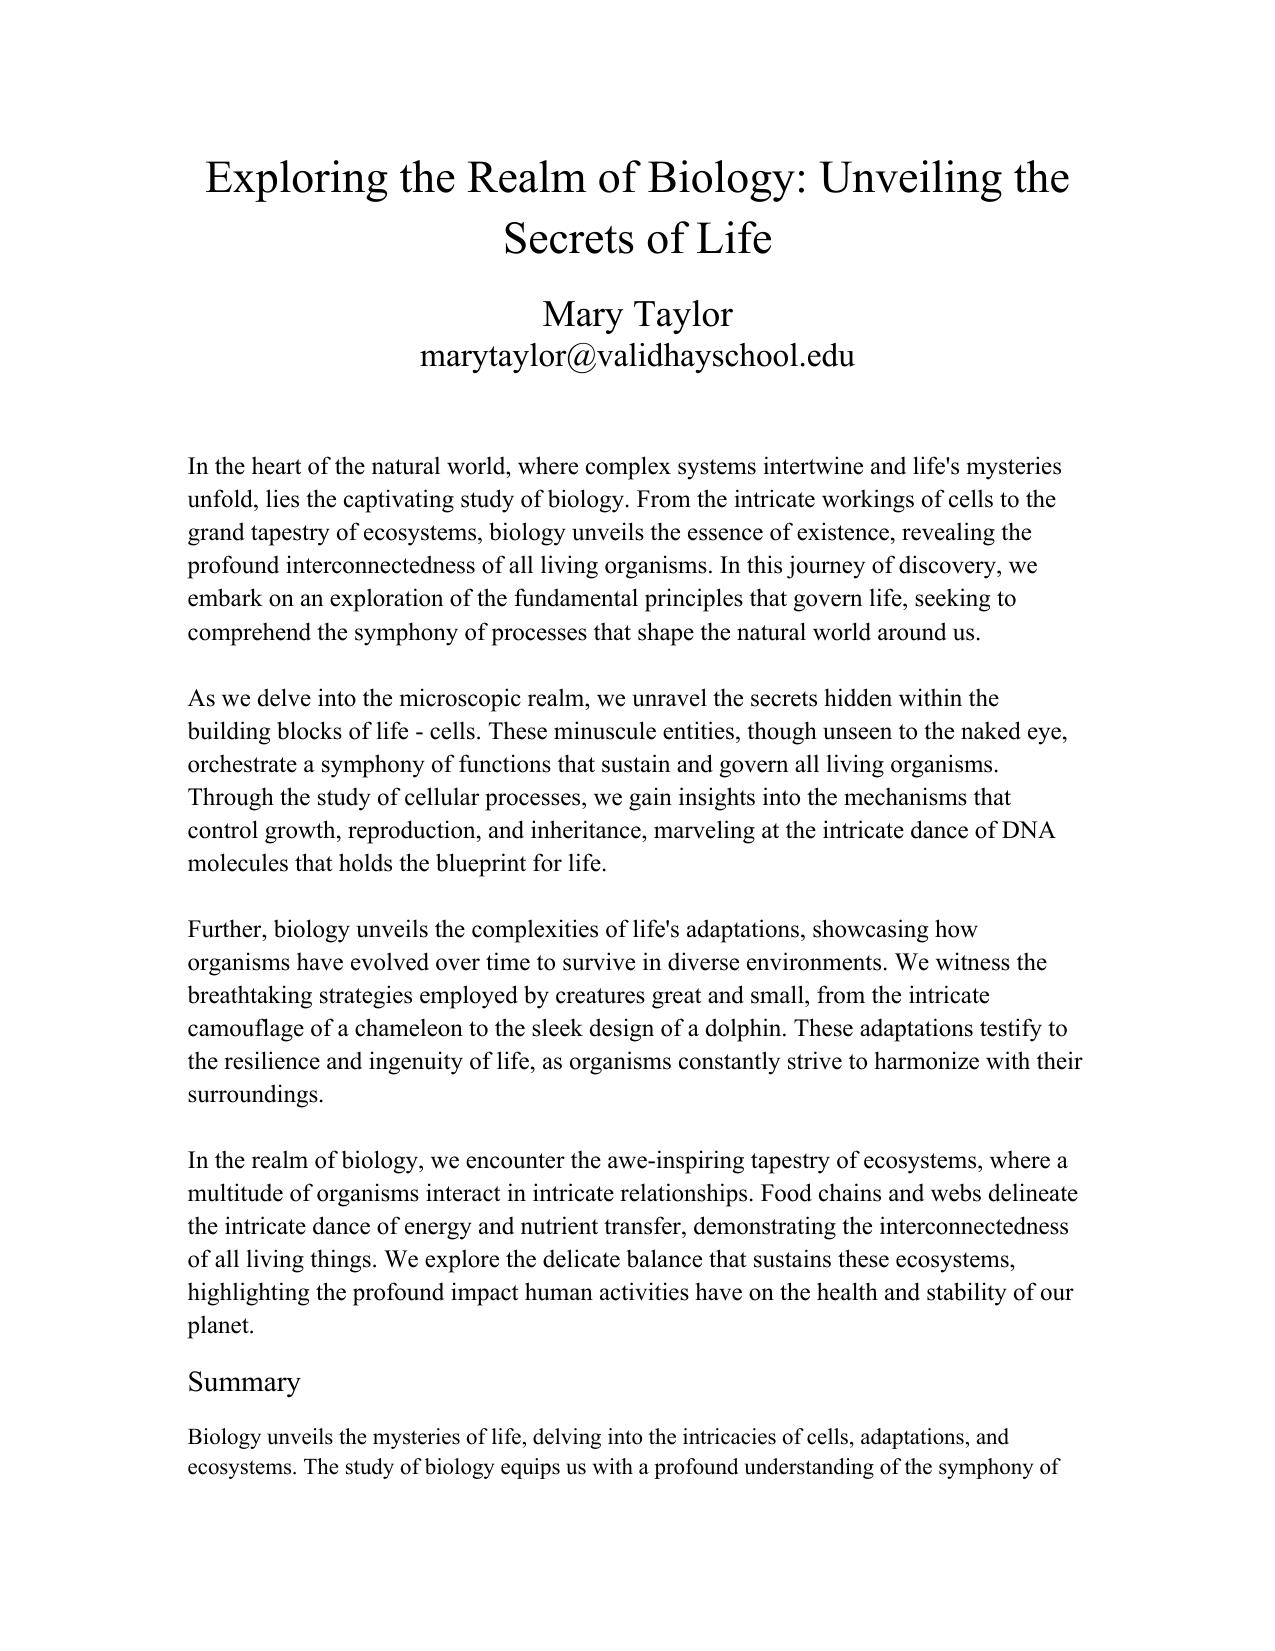 Exploring the Realm of Biology: Unveiling the
Secrets of Life
Mary Taylor
marytaylor@validhayschool.edu
In the heart of the natural world, where complex systems intertwine and life's mysteries
unfold, lies the captivating study of biology. From the intricate workings of cells to the
grand tapestry of ecosystems, biology unveils the essence of existence, revealing the
profound interconnectedness of all living organisms. In this journey of discovery, we
embark on an exploration of the fundamental principles that govern life, seeking to
comprehend the symphony of processes that shape the natural world around us.
As we delve into the microscopic realm, we unravel the secrets hidden within the
building blocks of life - cells. These minuscule entities, though unseen to the naked eye,
orchestrate a symphony of functions that sustain and govern all living organisms.
Through the study of cellular processes, we gain insights into the mechanisms that
control growth, reproduction, and inheritance, marveling at the intricate dance of DNA
molecules that holds the blueprint for life.
Further, biology unveils the complexities of life's adaptations, showcasing how
organisms have evolved over time to survive in diverse environments. We witness the
breathtaking strategies employed by creatures great and small, from the intricate
camouflage of a chameleon to the sleek design of a dolphin. These adaptations testify to
the resilience and ingenuity of life, as organisms constantly strive to harmonize with their
surroundings.
In the realm of biology, we encounter the awe-inspiring tapestry of ecosystems, where a
multitude of organisms interact in intricate relationships. Food chains and webs delineate
the intricate dance of energy and nutrient transfer, demonstrating the interconnectedness
of all living things. We explore the delicate balance that sustains these ecosystems,
highlighting the profound impact human activities have on the health and stability of our
planet.
Summary
Biology unveils the mysteries of life, delving into the intricacies of cells, adaptations, and
ecosystems. The study of biology equips us with a profound understanding of the symphony of